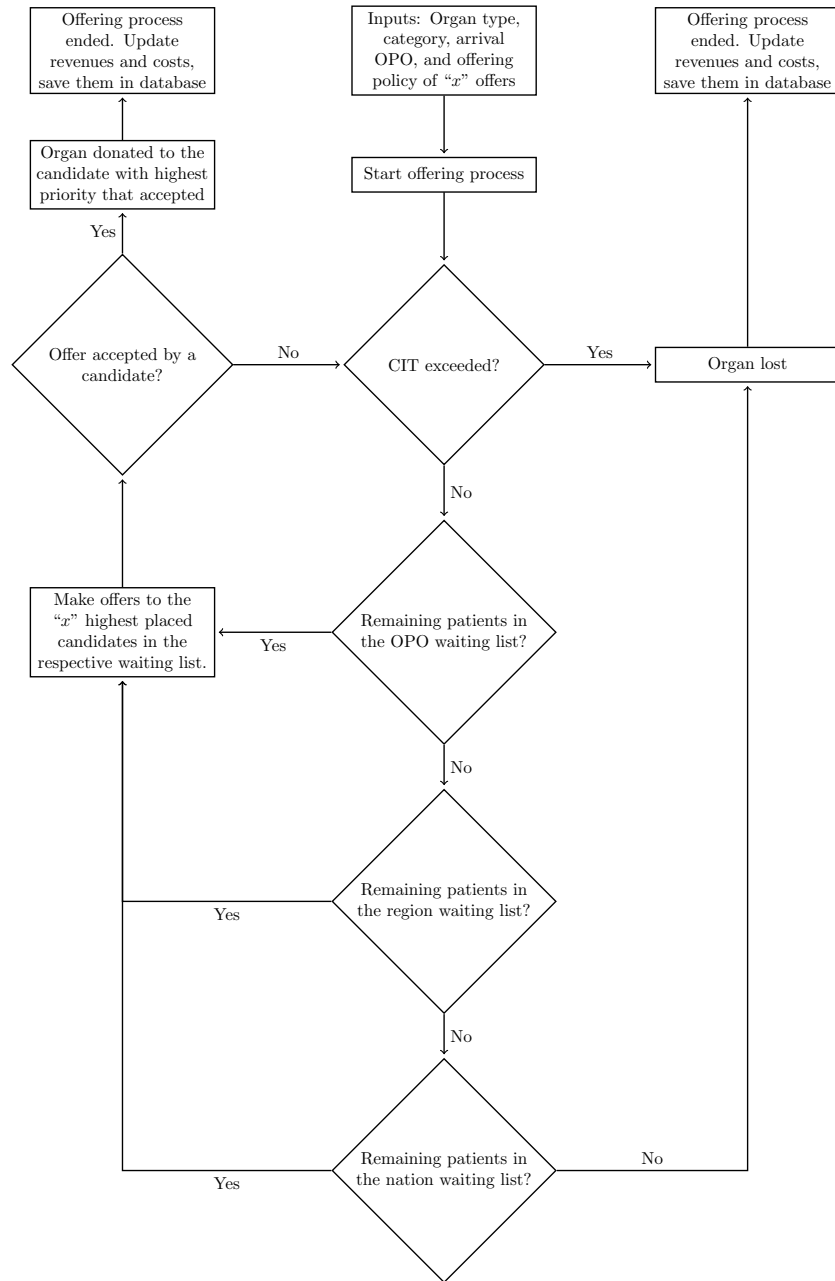 Offering process
ended. Update
revenues and costs,
save them in database
Inputs: Organ type,
category, arrival
OPO, and offering
policy of “x” offers
Offering process
ended. Update
revenues and costs,
save them in database
Organ donated to the
candidate with highest
priority that accepted
Start offering process
Yes
Offer accepted by a
candidate?
No
CIT exceeded?
Yes
Organ lost
No
Make offers to the
“x” highest placed
candidates in the
respective waiting list.
Yes
Remaining patients in
the OPO waiting list?
No
Remaining patients in
the region waiting list?
Yes
No
Remaining patients in
the nation waiting list?
Yes
No